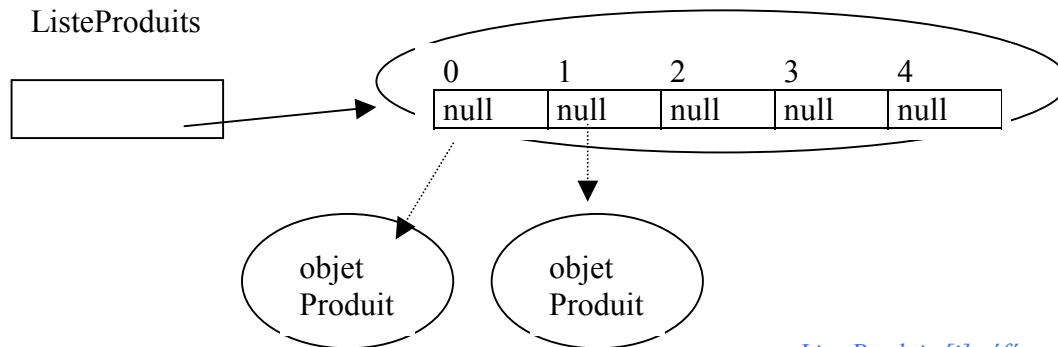 ListeProduits
0 1 2 3 4
null null null null null
objet
Produit
objet
Produit